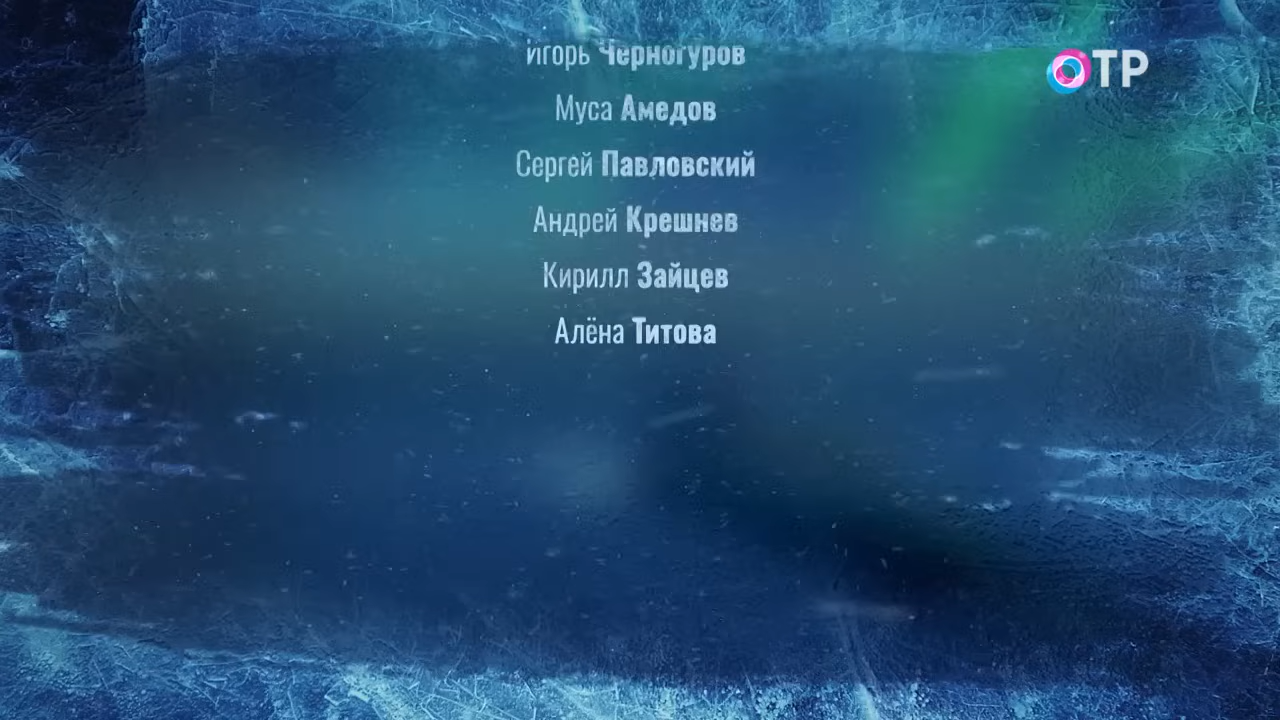 Игорь Черногуров
ОТР
Муса Амедов
Сергей Павловский
Андрей Крешнев
Кирилл Зайцев
Алёна Титова